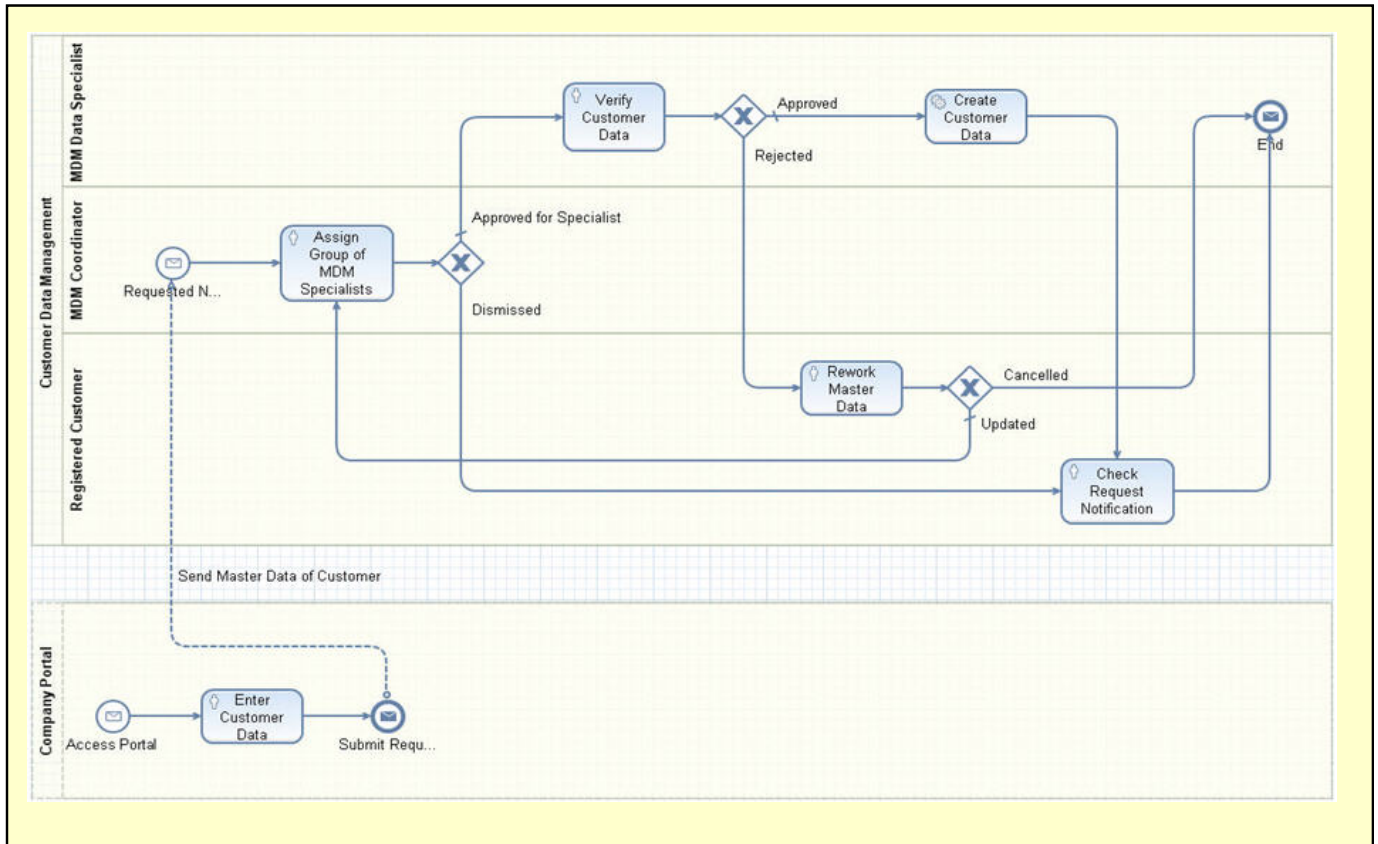 Customer Data Management
MDM Data Specialist
Verify
Customer
Data
Approved
Rejected
Create
Customer
Data
End
MDM Coordinator
Requested N...
Assign
Group of
MDM
Specialists
Approved for Specialist
Dismissed
Registered Customer
Rework
Master
Data
Cancelled
Updated
Check
Request
Notification
Send Master Data of Customer
Company Portal
Access Portal
Enter
Customer
Data
Submit Requ...